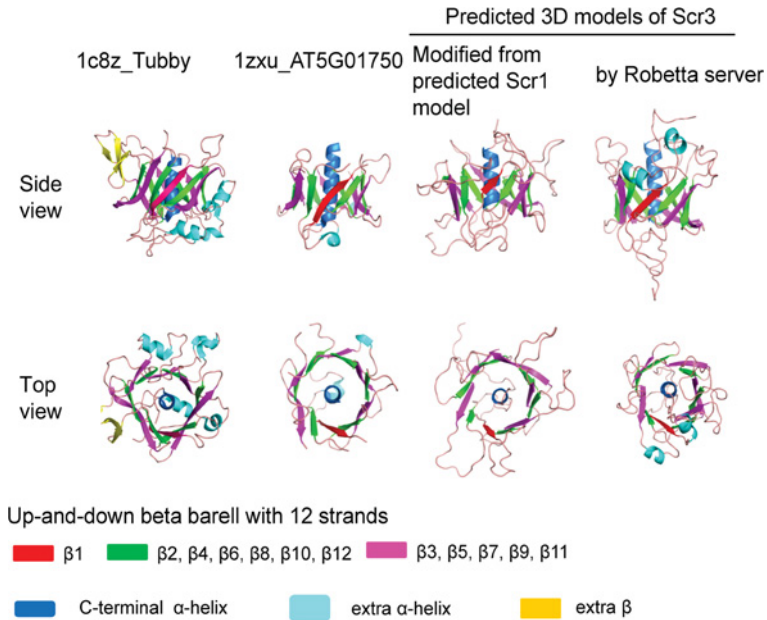 Predicted 3D models of Scr3
1c8z_Tubby
1zxu_AT5G01750
Modified from
predicted Scr1
model
by Robetta server
Side
view
Top
view
Up-and-down beta barell with 12 strands
β1
β2, β4, β6, β8, β10, β12
β3, β5, β7, β9, β11
C-terminal α-helix
extra α-helix
extra β